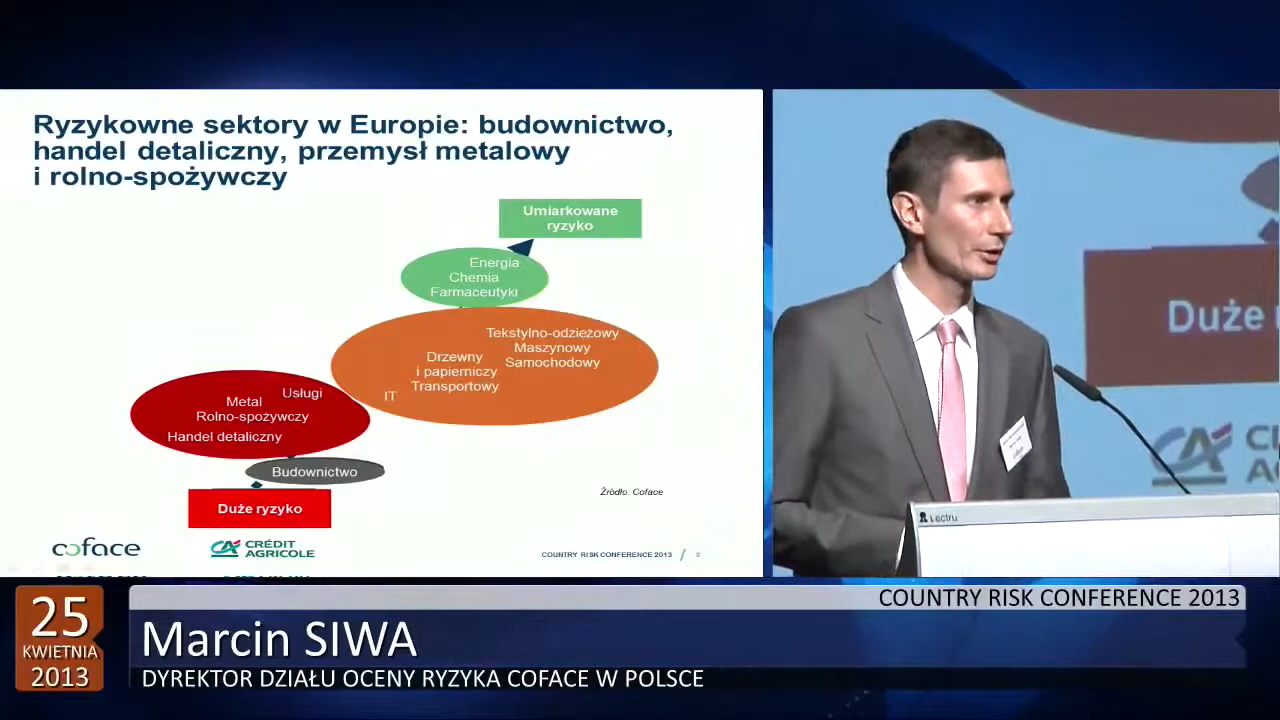 Ryzykowne sektory w Europie: budownictwo,
handel detaliczny, przemysł metalowy
i rolno-spożywczy
Umiarkowane
ryzyko
Energia
Chemia
Farmaceutyki
Tekstylno-odzieżowy
Maszynowy
Samochodowy
Drzewny
i papierniczy
Transportowy
IT
Usługi
Metal
Rolno-spożywczy
Handel detaliczny
Budownictwo
Duże ryzyko
Źródło: Coface
coface
CRÉDIT
AGRICOLE
COUNTRY RISK CONFERENCE 2013 / 8
Duże
CA
Lectru
25
KWIETNIA
2013
COUNTRY RISK CONFERENCE 2013
Marcin SIWA
DYREKTOR DZIAŁU OCENY RYZYKA COFACE W POLSCE